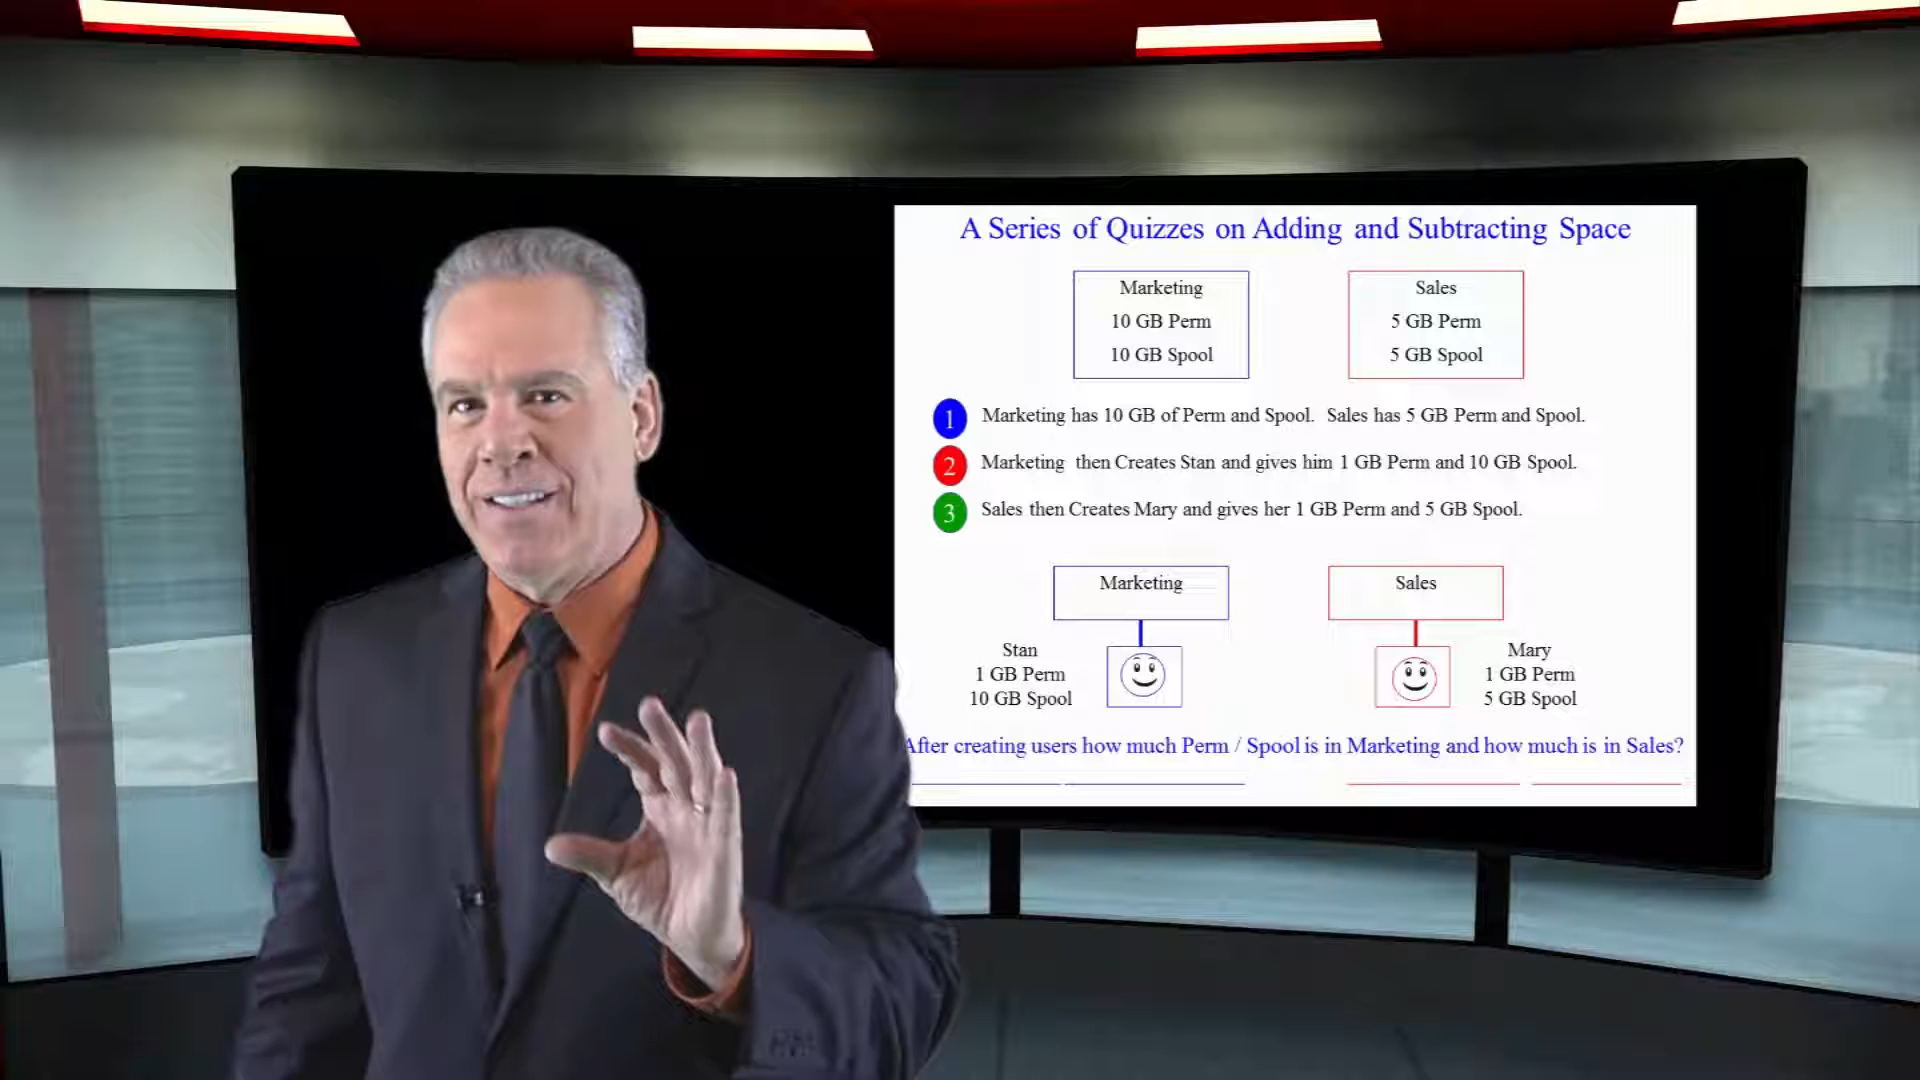 A Series of Quizzes on Adding and Subtracting Space
Marketing
10 GB Perm
10 GB Spool
Sales
5 GB Perm
5 GB Spool
1 Marketing has 10 GB of Perm and Spool. Sales has 5 GB Perm and Spool.
2 Marketing then Creates Stan and gives him 1 GB Perm and 10 GB Spool.
3 Sales then Creates Mary and gives her 1 GB Perm and 5 GB Spool.
Marketing
Sales
Stan
1 GB Perm
10 GB Spool
Mary
1 GB Perm
5 GB Spool
After creating users how much Perm / Spool is in Marketing and how much is in Sales?